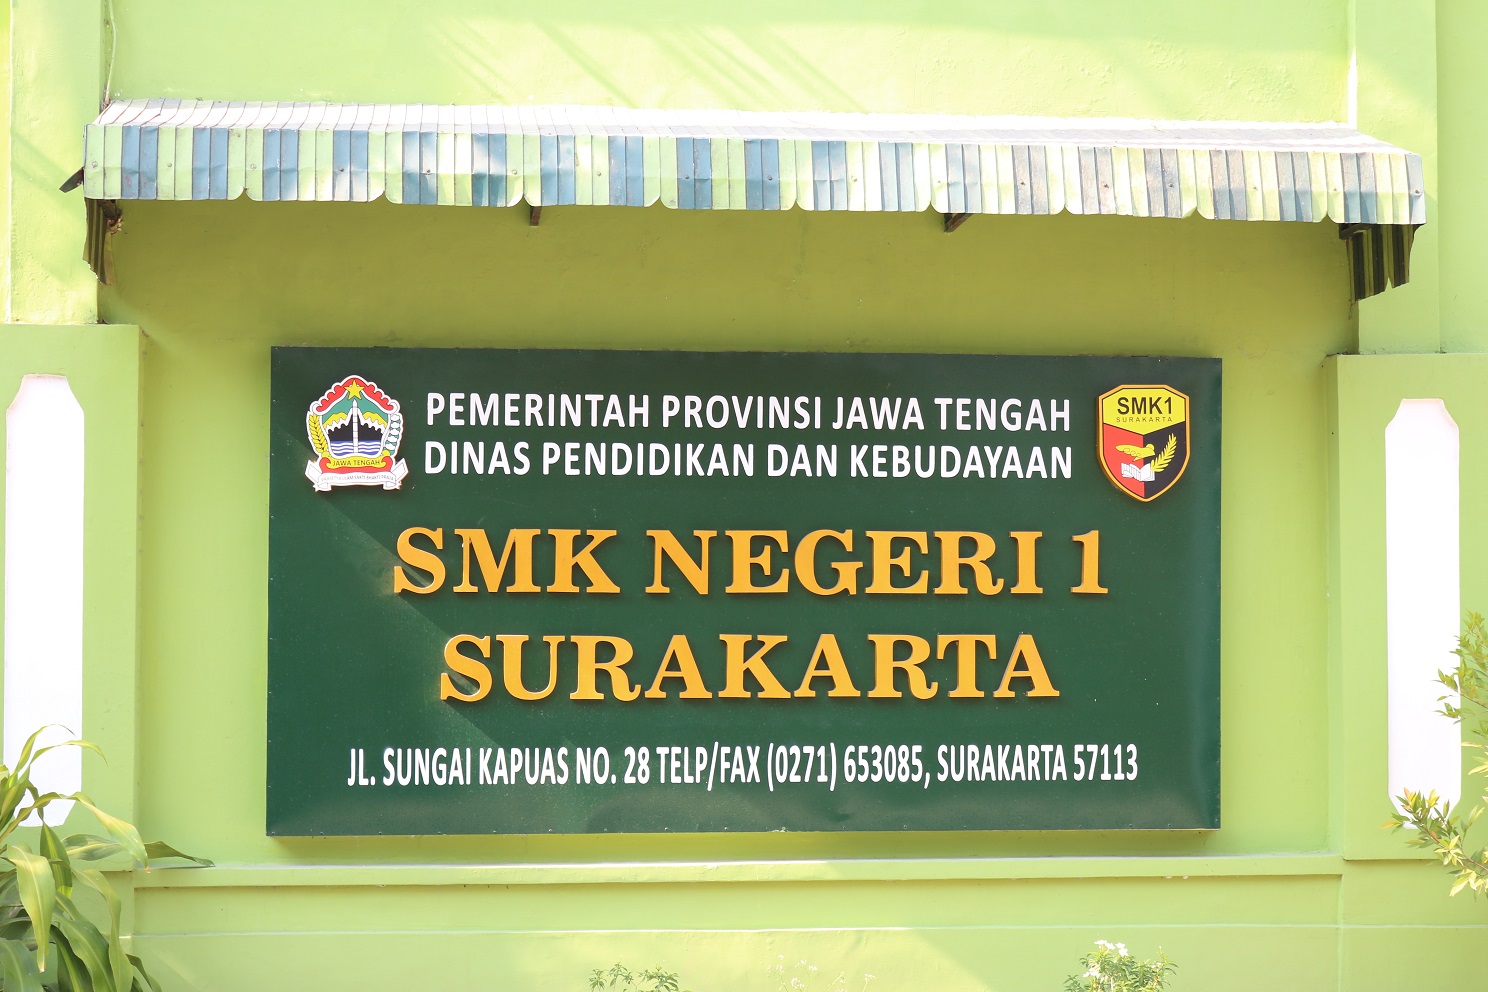 PEMERINTAH PROVINSI JAWA TENGAH
DINAS PENDIDIKAN DAN KEBUDAYAAN
JAWA TENGAH
SMK1
SURAKARTA
SMK NEGERI 1
SURAKARTA
JL. SUNGAI KAPUAS NO. 28 TELP/FAX (0271) 653085, SURAKARTA 57113